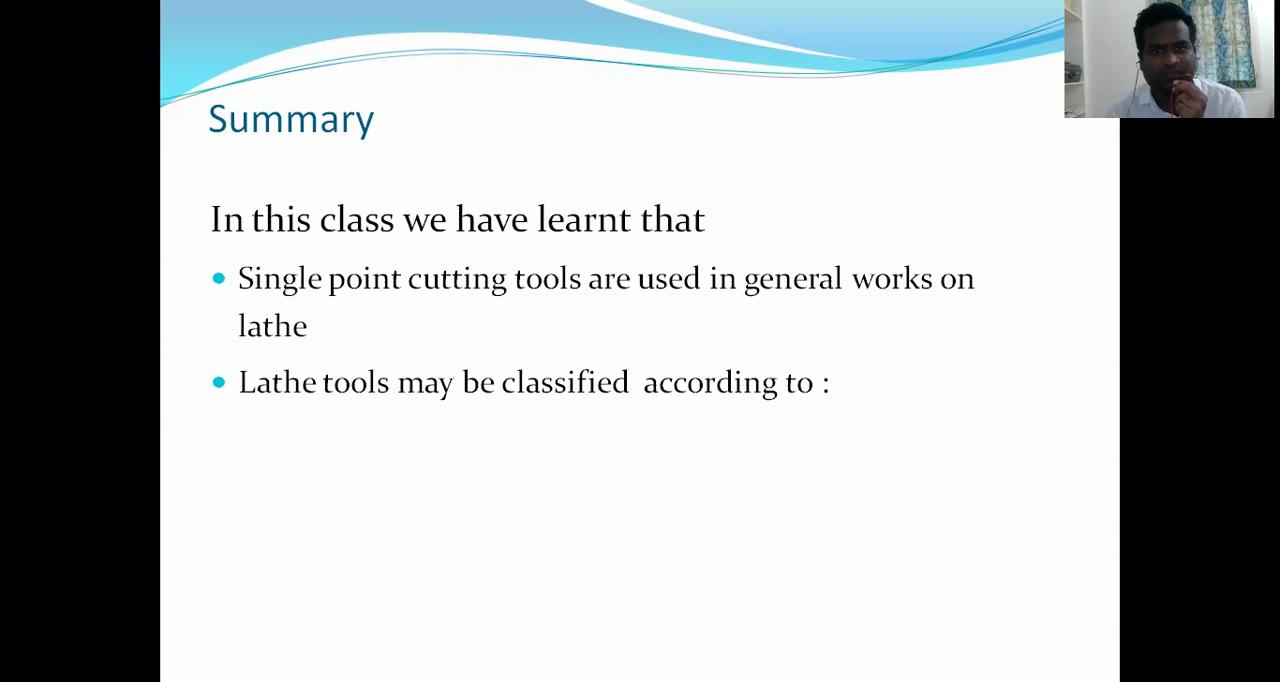 Summary
In this class we have learnt that
Single point cutting tools are used in general works on
lathe
Lathe tools may be classified according to :